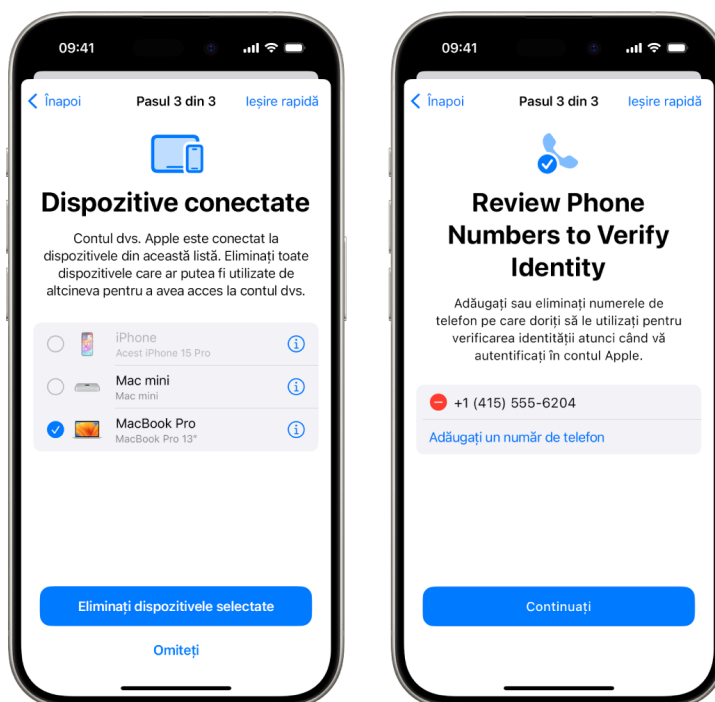 09:41
Înapoi
Pasul 3 din 3
Ieșire rapidă
Dispozitive conectate
Contul dvs. Apple este conectat la
dispozitivele din această listă. Eliminați toate
dispozitivele care ar putea fi utilizate de
altcineva pentru a avea acces la contul dvs.
iPhone
Acest iPhone 15 Pro
Mac mini
Mac mini
MacBook Pro
MacBook Pro 13"
Eliminați dispozitivele selectate
Omiteți
09:41
Înapoi
Pasul 3 din 3
Ieșire rapidă
Review Phone
Numbers to Verify
Identity
Adăugați sau eliminați numerele de
telefon pe care doriți să le utilizați pentru
verificarea identității atunci când vă
autentificați în contul Apple.
+1 (415) 555-6204
Adăugați un număr de telefon
Continuați